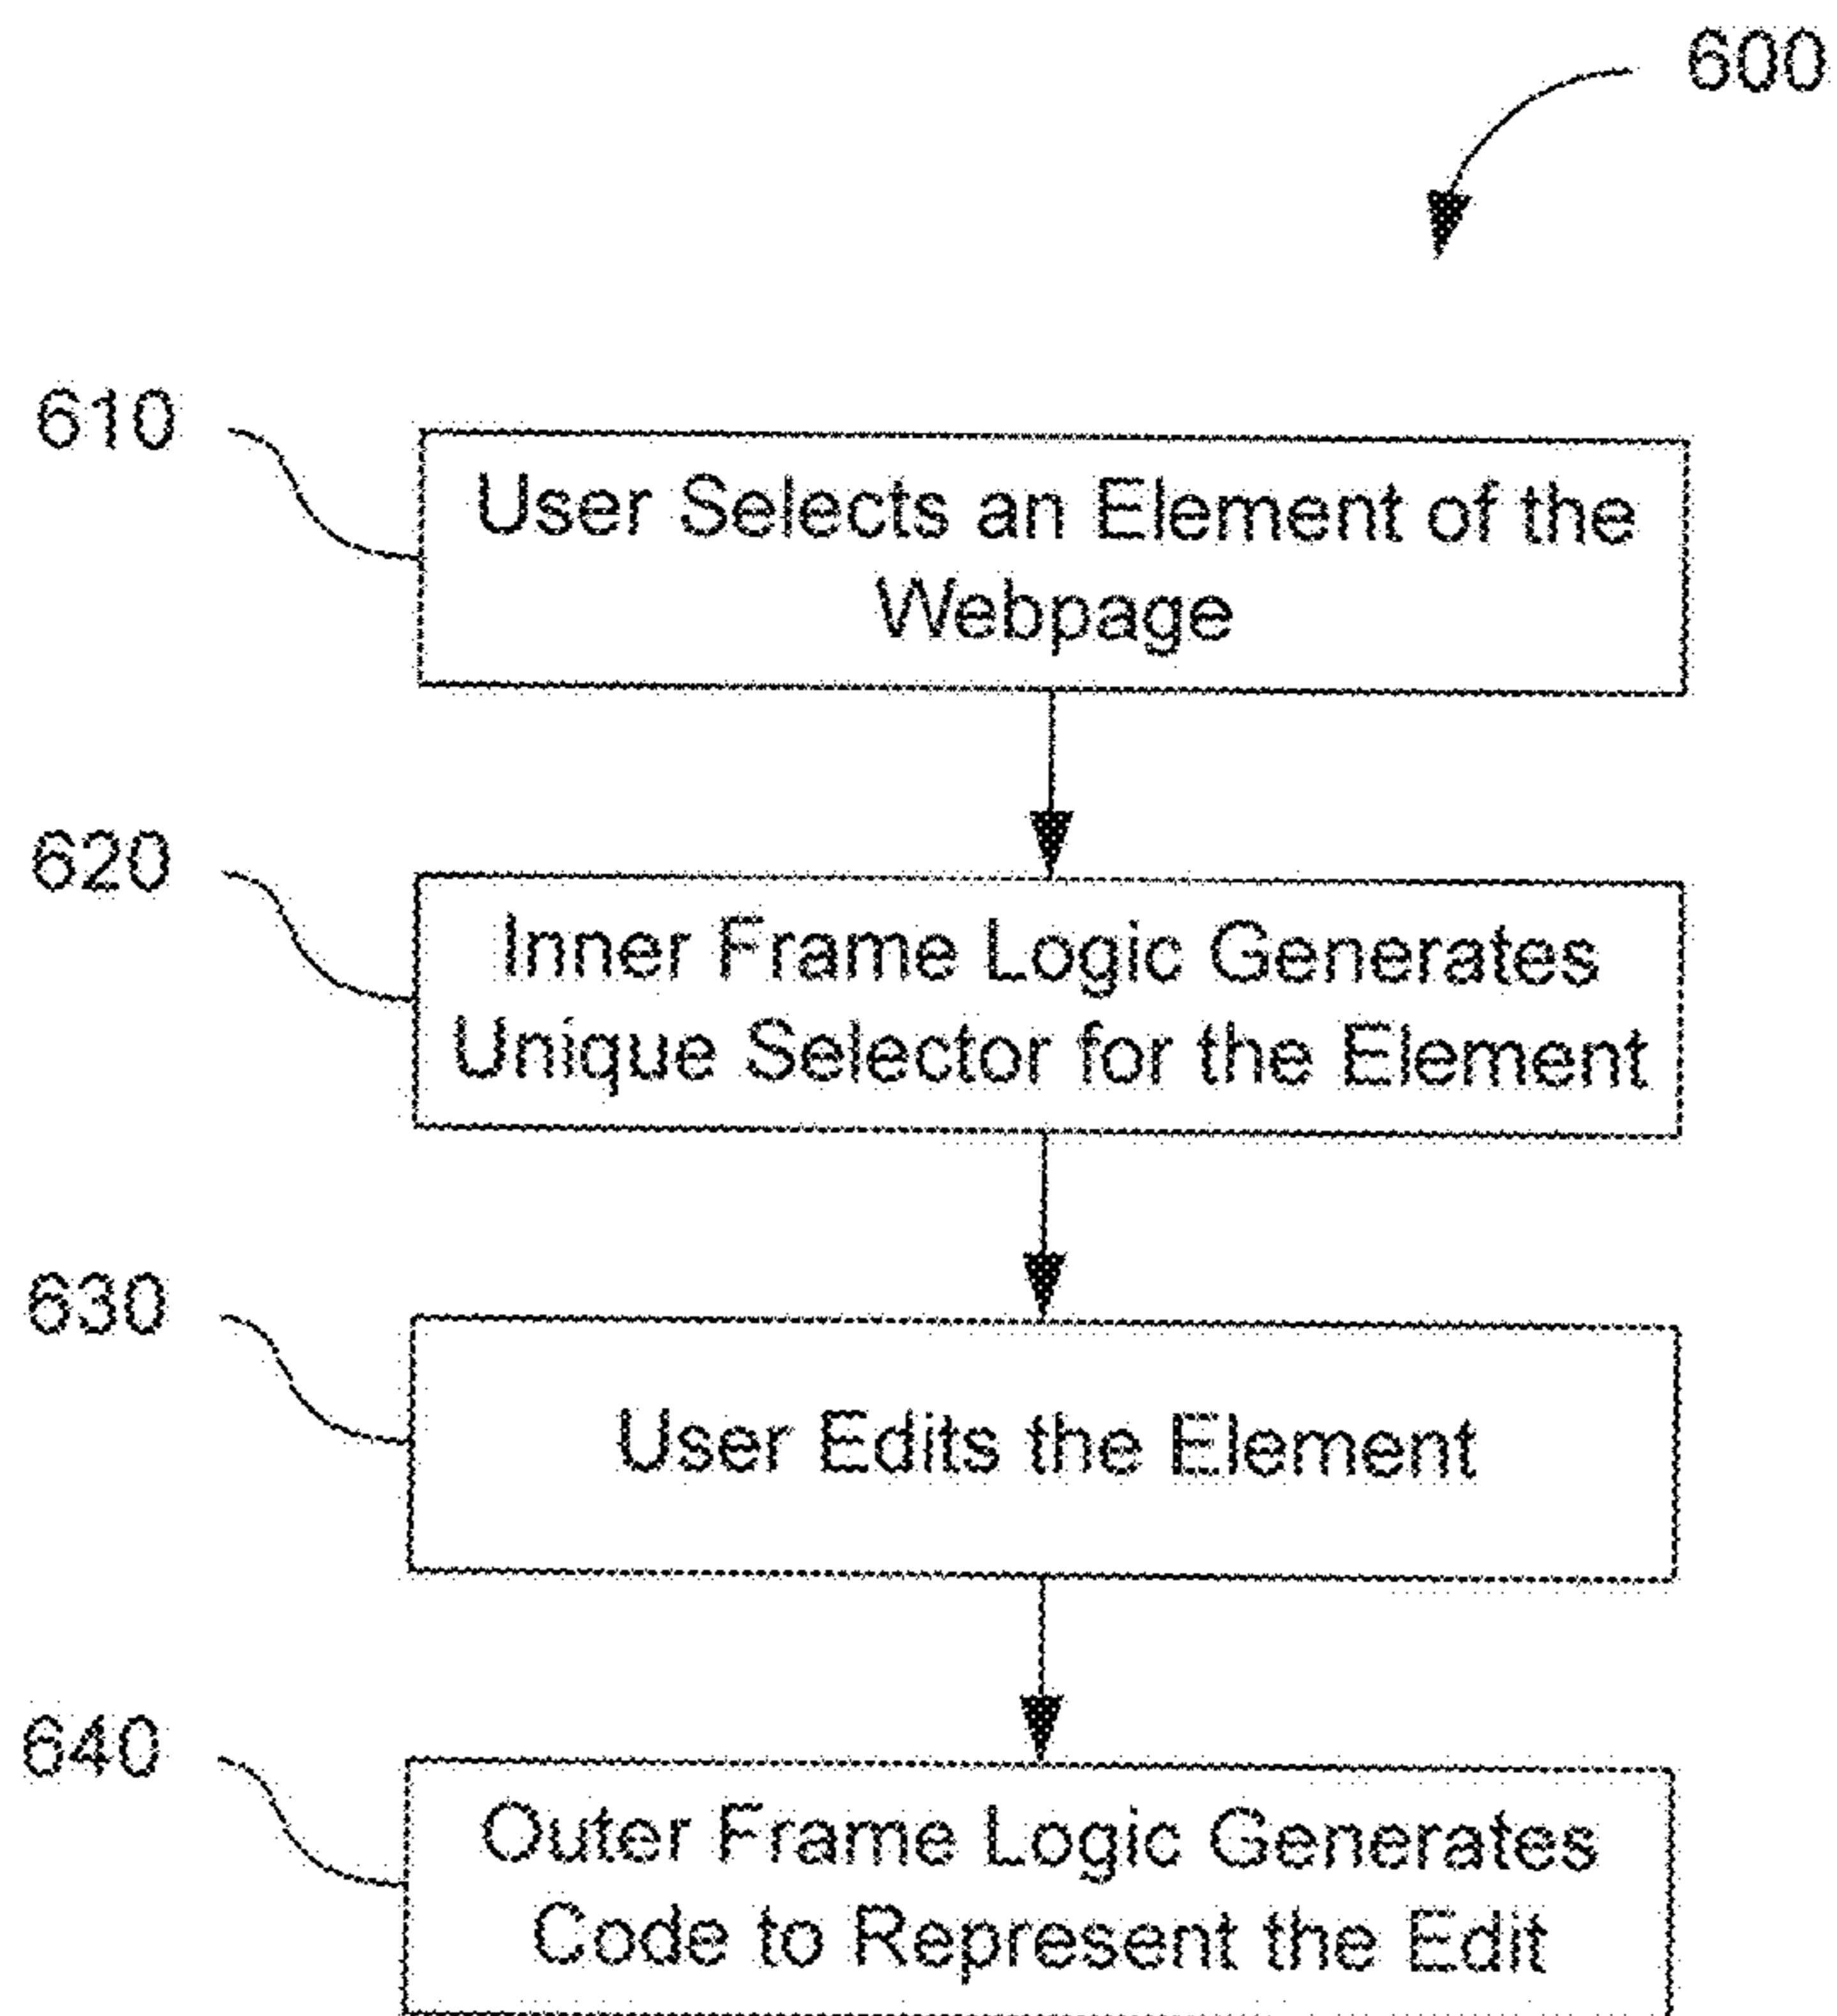 600
610
User Selects an Element of the
Webpage
620
Inner Frame Logic Generates
Unique Selector for the Element
630
User Edits the Element
640
Outer Frame Logic Generates
Code to Represent the Edit